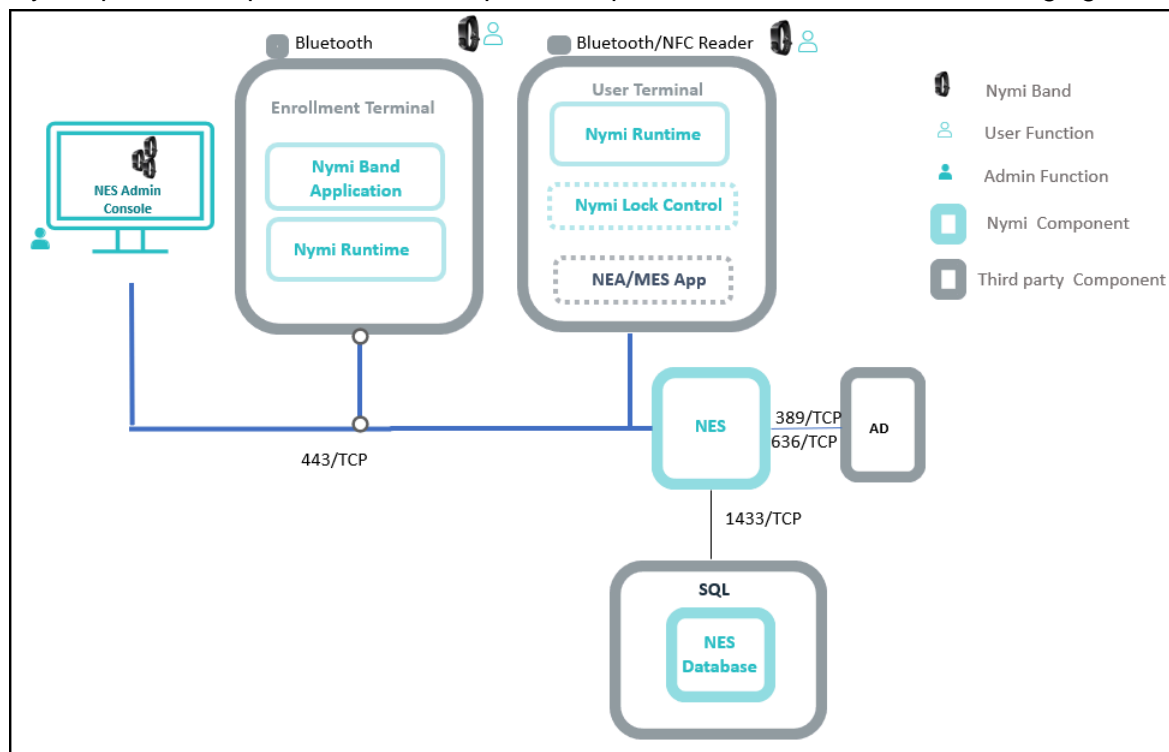 Bluetooth
Bluetooth/NFC Reader
Enrollment Terminal
Nymi Band
Application
Nymi Runtime
User Terminal
Nymi Runtime
Nymi Lock Control
NEA/MES App
NES Admin
Console
Nymi Band
User Function
Admin Function
Nymi Component
Third party Component
443/TCP
NES
389/TCP
636/TCP
AD
1433/TCP
SQL
NES
Database